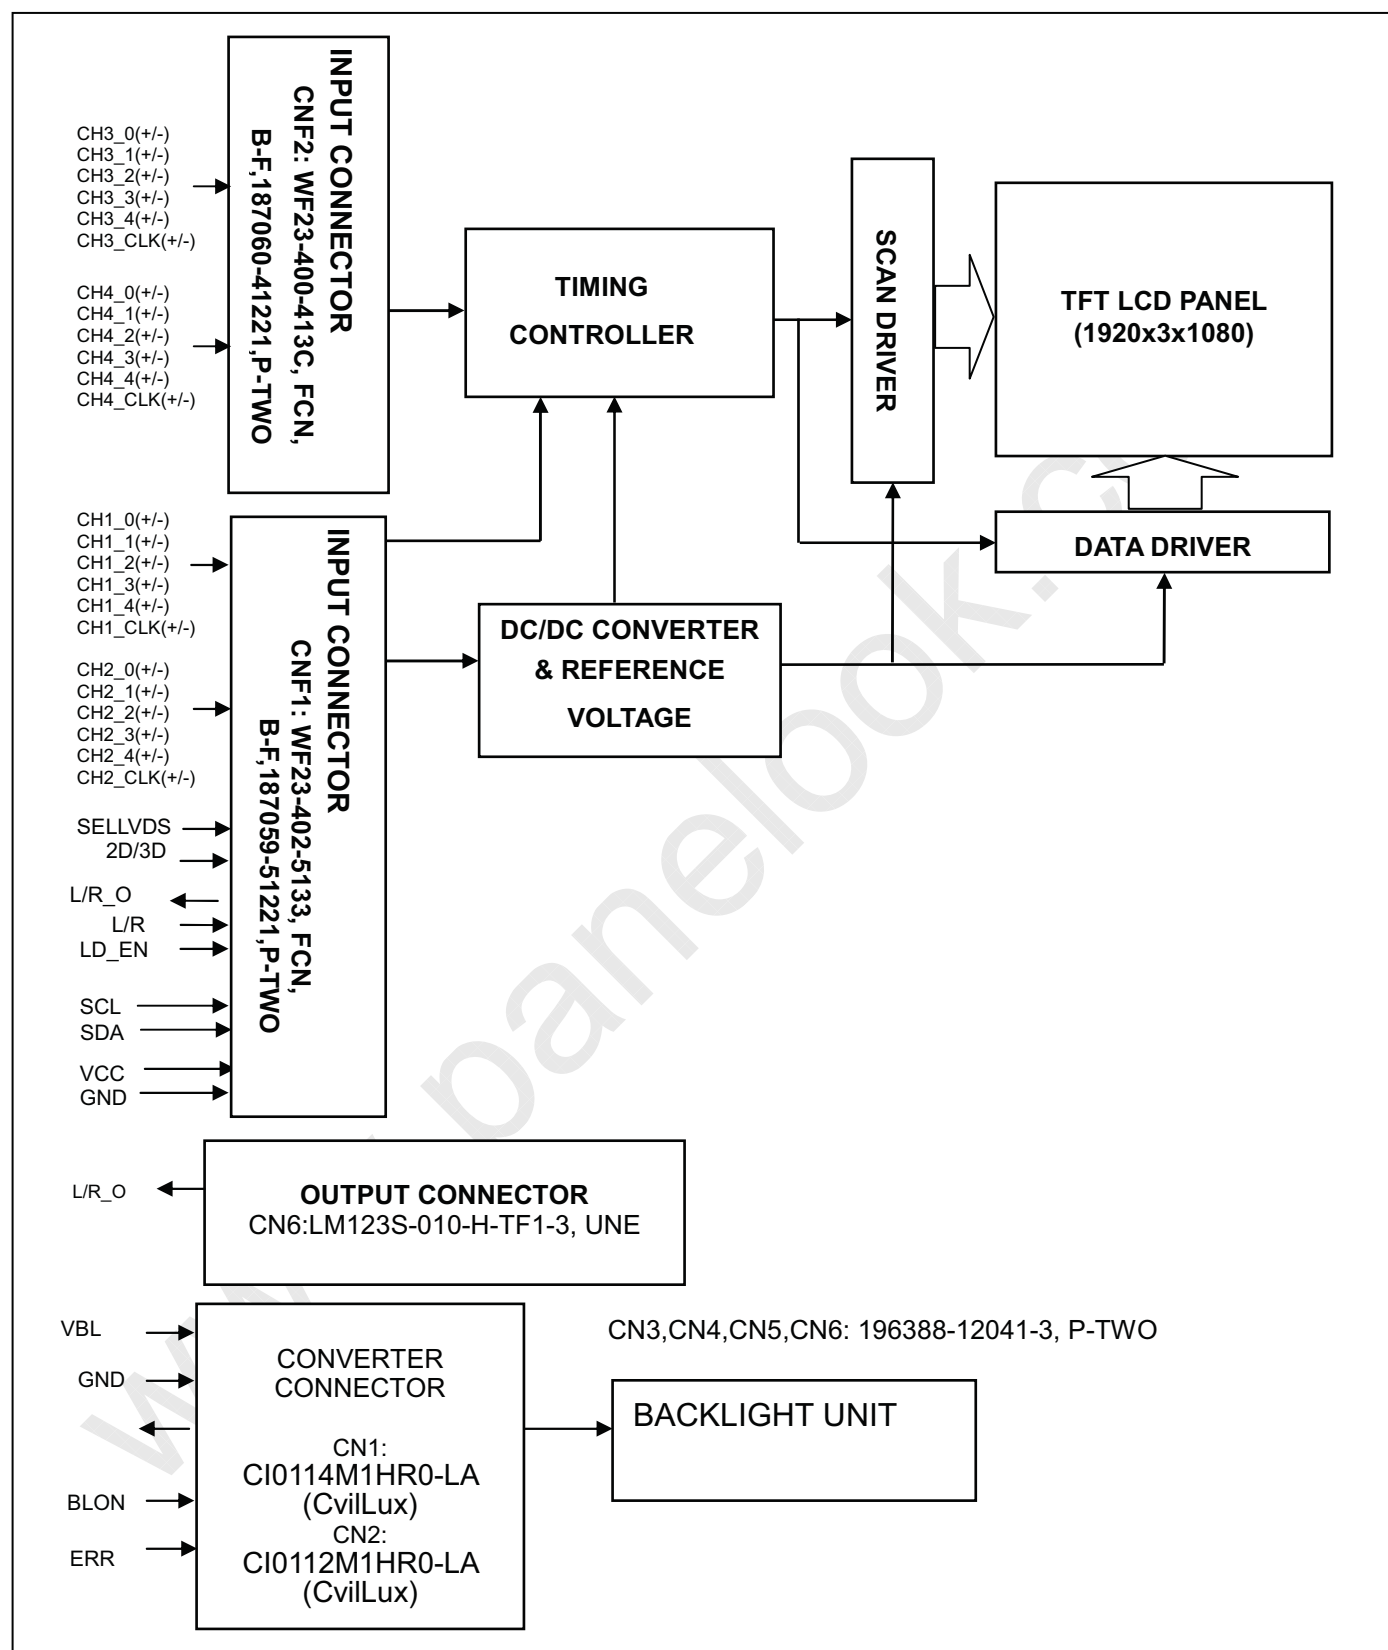 CH3_0(+/-)
CH3_1(+/-)
CH3_2(+/-)
CH3_3(+/-)
CH3_4(+/-)
CH3_CLK(+/-)
CH4_0(+/-)
CH4_1(+/-)
CH4_2(+/-)
CH4_3(+/-)
CH4_4(+/-)
CH4_CLK(+/-)
INPUT CONNECTOR
CNF2: WF23-400-413C, FCN,
B-F,187060-41221,P-TWO
TIMING
CONTROLLER
SCAN DRIVER
TFT LCD PANEL
(1920x3x1080)
DATA DRIVER
CH1_0(+/-)
CH1_1(+/-)
CH1_2(+/-)
CH1_3(+/-)
CH1_4(+/-)
CH1_CLK(+/-)
CH2_0(+/-)
CH2_1(+/-)
CH2_2(+/-)
CH2_3(+/-)
CH2_4(+/-)
CH2_CLK(+/-)
SELLVDS
2D/3D
L/R_O
L/R
LD_EN
SCL
SDA
VCC
GND
INPUT CONNECTOR
CNF1: WF23-402-5133, FCN,
B-F,187059-51221,P-TWO
DC/DC CONVERTER
& REFERENCE
VOLTAGE
L/R_O
OUTPUT CONNECTOR
CN6:LM123S-010-H-TF1-3, UNE
VBL
GND
BLON
ERR
CONVERTER
CONNECTOR
CN1:
CI0114M1HR0-LA
(CvilLux)
CN2:
CI0112M1HR0-LA
(CvilLux)
CN3,CN4,CN5,CN6: 196388-12041-3, P-TWO
BACKLIGHT UNIT